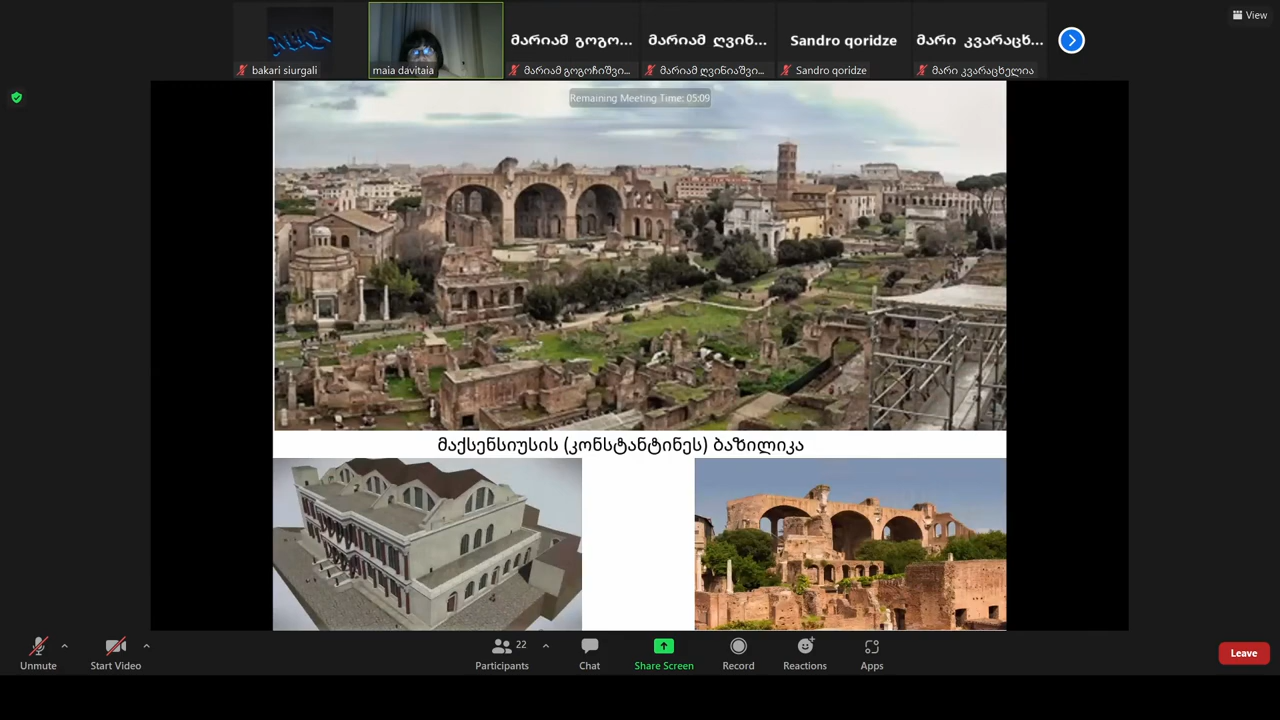 View
მარიამ გოგო...
მარიამ ღვინ...
Sandro qoridze
მარი კვარაცხ...
bakari siurgali
maia davitaia
მარიამ გოგოჩიშვი...
მარიამ ღვინიაშვი...
Sandro qoridze
მარი კვარაცხელია
Remaining Meeting Time: 05:09
მაქსენსიუსის (კონსტანტინეს) ბაზილიკა
22
Unmute
Start Video
Participants
Chat
Share Screen
Record
Reactions
Apps
Leave